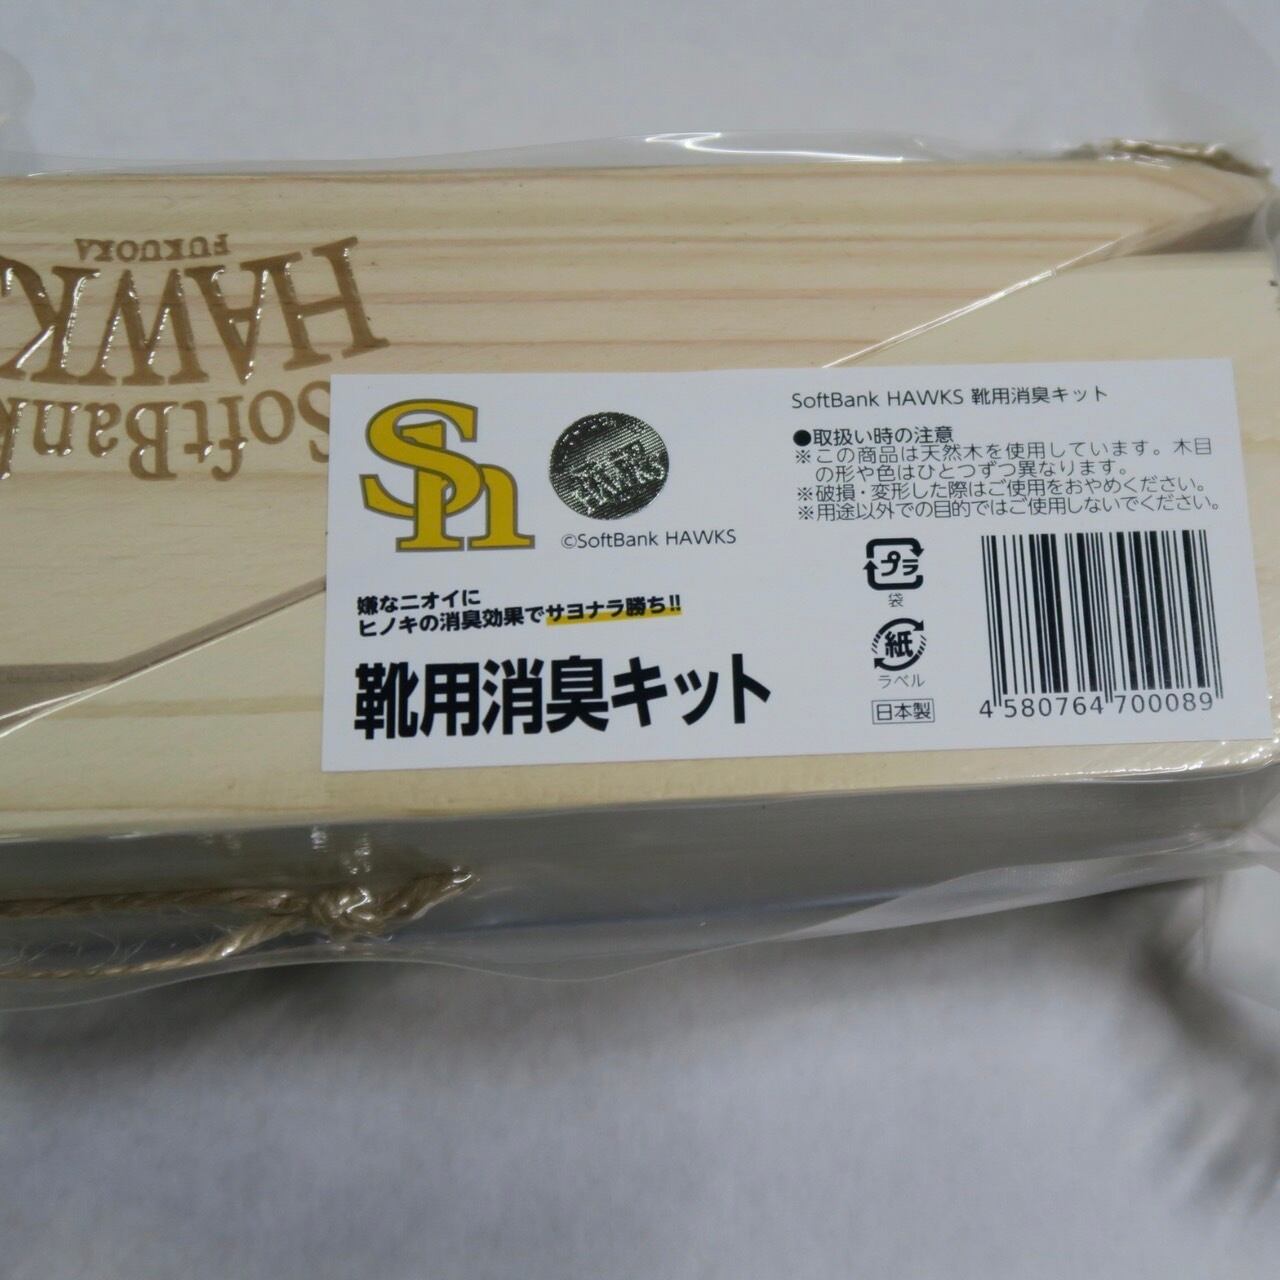 FUKUOKA
HAWK
SoftBank
Sh
HAWKS
©SoftBank HAWKS
嫌なニオイに
ヒノキの消臭効果でサヨナラ勝ち!!
靴用消臭キット
SoftBank HAWKS 靴用消臭キット
●取扱い時の注意
※この商品は天然木を使用しています。木目
の形や色はひとつずつ異なります。
※破損・変形した際はご使用をおやめください。
※用途以外での目的ではご使用しないでください。
プラ
袋
紙
ラベル
日本製
4 580764 700089